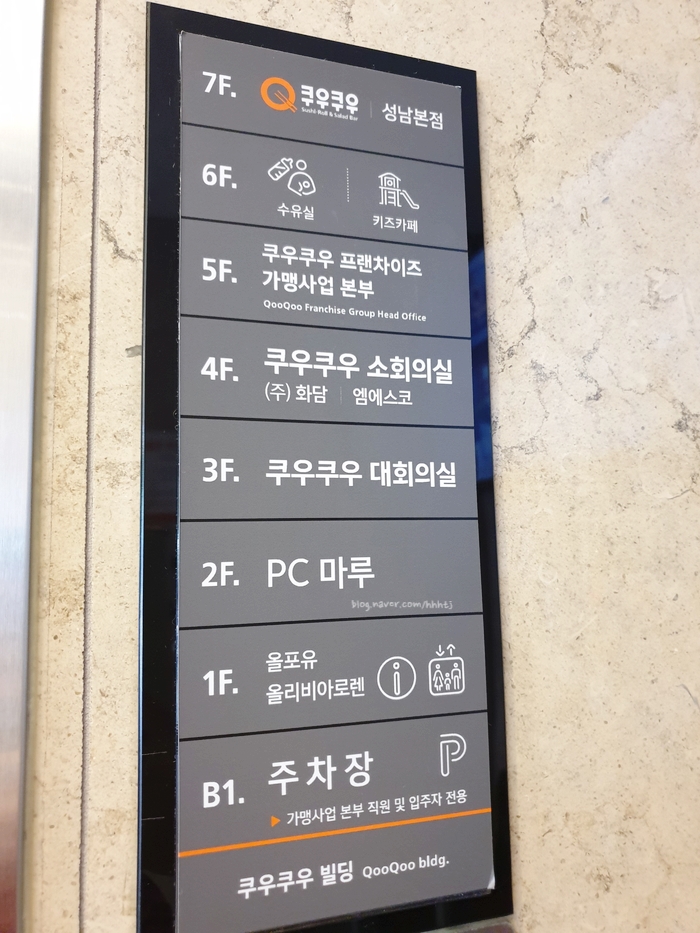 7F. 쿠우쿠우 성남본점
Sushi·Roll & Salad Bar
6F. 수유실 키즈카페
5F. 쿠우쿠우 프랜차이즈
가맹사업 본부
QooQoo Franchise Group Head Office
4F. 쿠우쿠우 소회의실
(주) 화담 | 엠에스코
3F. 쿠우쿠우 대회의실
2F. PC 마루
blog.naver.com/hhhtj
1F. 올포유
올리비아로렌
B1. 주차장 P
▶ 가맹사업 본부 직원 및 입주자 전용
쿠우쿠우 빌딩 QooQoo bldg.